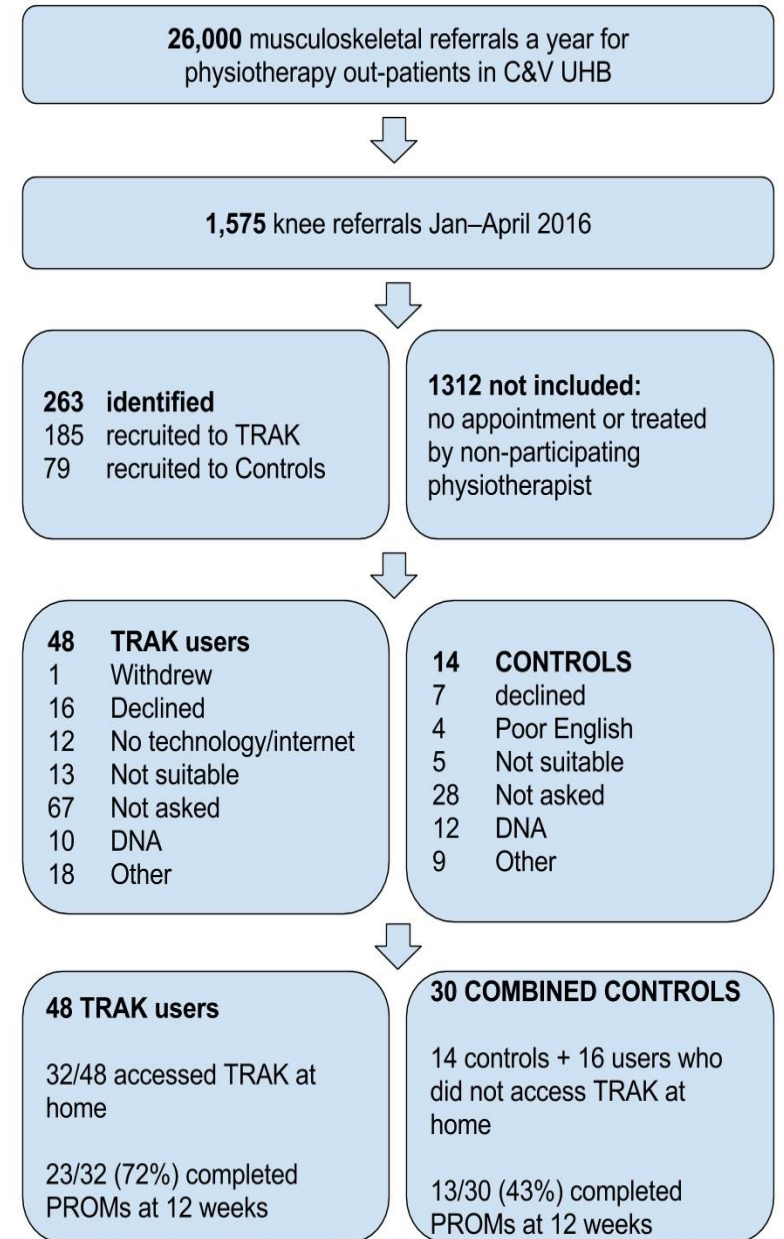 26,000 musculoskeletal referrals a year for
physiotherapy out-patients in C&V UHB
1,575 knee referrals Jan–April 2016
263 identified
185 recruited to TRAK
79 recruited to Controls
1312 not included:
no appointment or treated
by non-participating
physiotherapist
48 TRAK users
1 Withdrew
16 Declined
12 No technology/internet
13 Not suitable
67 Not asked
10 DNA
18 Other
14 CONTROLS
7 declined
4 Poor English
5 Not suitable
28 Not asked
12 DNA
9 Other
48 TRAK users
32/48 accessed TRAK at
home
23/32 (72%) completed
PROMs at 12 weeks
30 COMBINED CONTROLS
14 controls + 16 users who
did not access TRAK at
home
13/30 (43%) completed
PROMs at 12 weeks